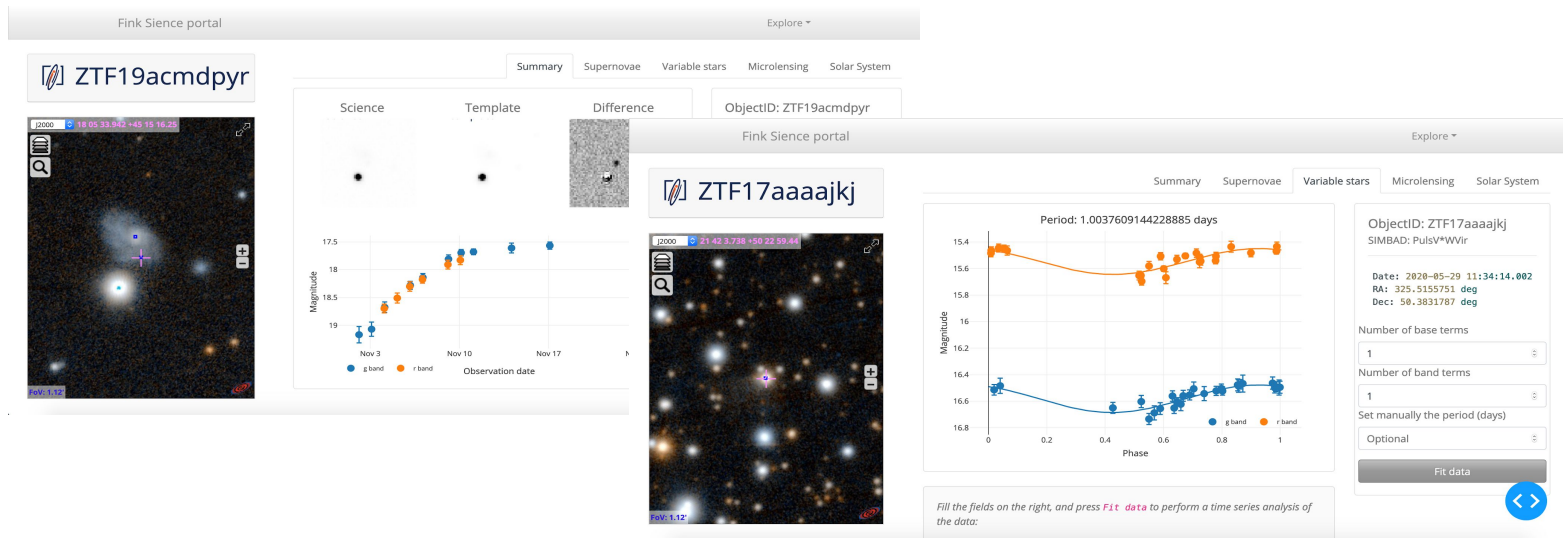 Fink Sience portal
Explore
ZTF19acmdpyr
Summary
Supernovae
Variable stars
Microlensing
Solar System
J2000
18 05 33.942 +45 15 16.25
FoV: 1.12'
Science
Template
Difference
ObjectID: ZTF19acmdpyr
17.5
18
18.5
19
Magnitude
Nov 3
Nov 10
Nov 17
N
g band
r band
Observation date
Fink Sience portal
Explore
ZTF17aaaajkj
Summary
Supernovae
Variable stars
Microlensing
Solar System
J2000
21 42 3.738 +50 22 59.44
FoV: 1.12'
Period: 1.0037609144228885 days
15.4
15.6
15.8
16
16.2
16.4
16.6
16.8
Magnitude
0
0.2
0.4
0.6
0.8
1
Phase
g band
r band
ObjectID: ZTF17aaaajkj
SIMBAD: PulsV*WVir
Date: 2020-05-29 11:34:14.002
RA: 325.5155751 deg
Dec: 50.3831787 deg
Number of base terms
1
Number of band terms
1
Set manually the period (days)
Optional
Fit data
Fill the fields on the right, and press Fit data to perform a time series analysis of
the data: